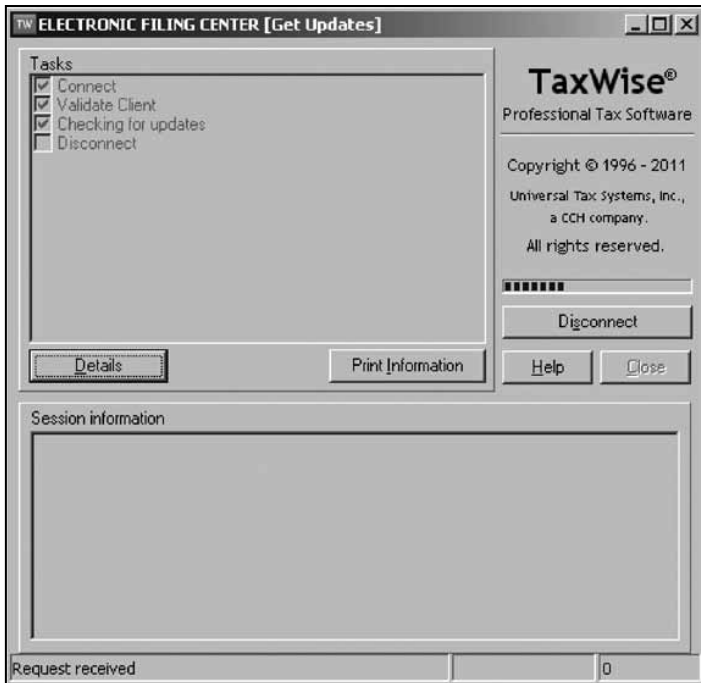 TW ELECTRONIC FILING CENTER [Get Updates]
Tasks
Connect
Validate Client
Checking for updates
Disconnect
Details
Print Information
TaxWise®
Professional Tax Software
Copyright © 1996 - 2011
Universal Tax Systems, Inc.,
a CCH company.
All rights reserved.
Disconnect
Help
Close
Session information
Request received
0